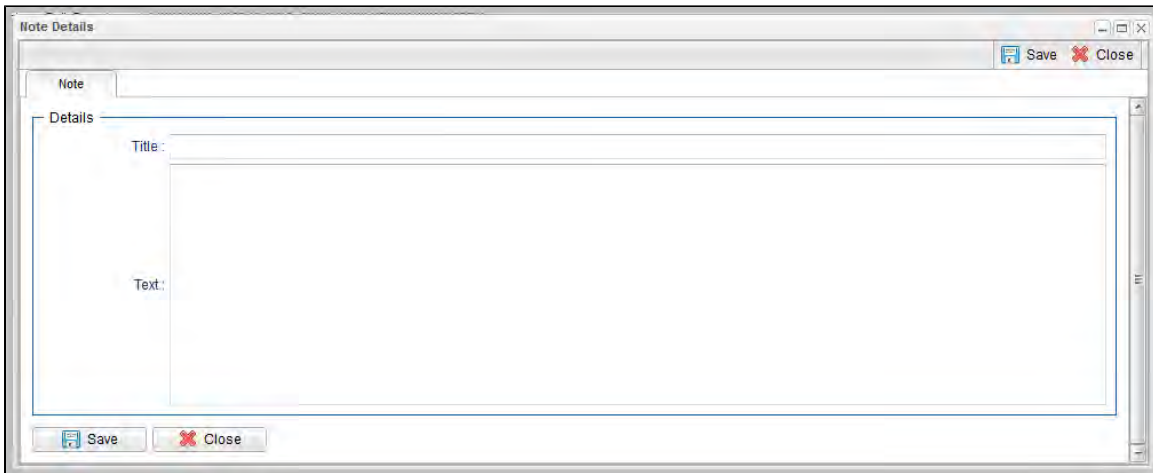 Note Details
Save Close
Note
Details
Title :
Text :
Save Close